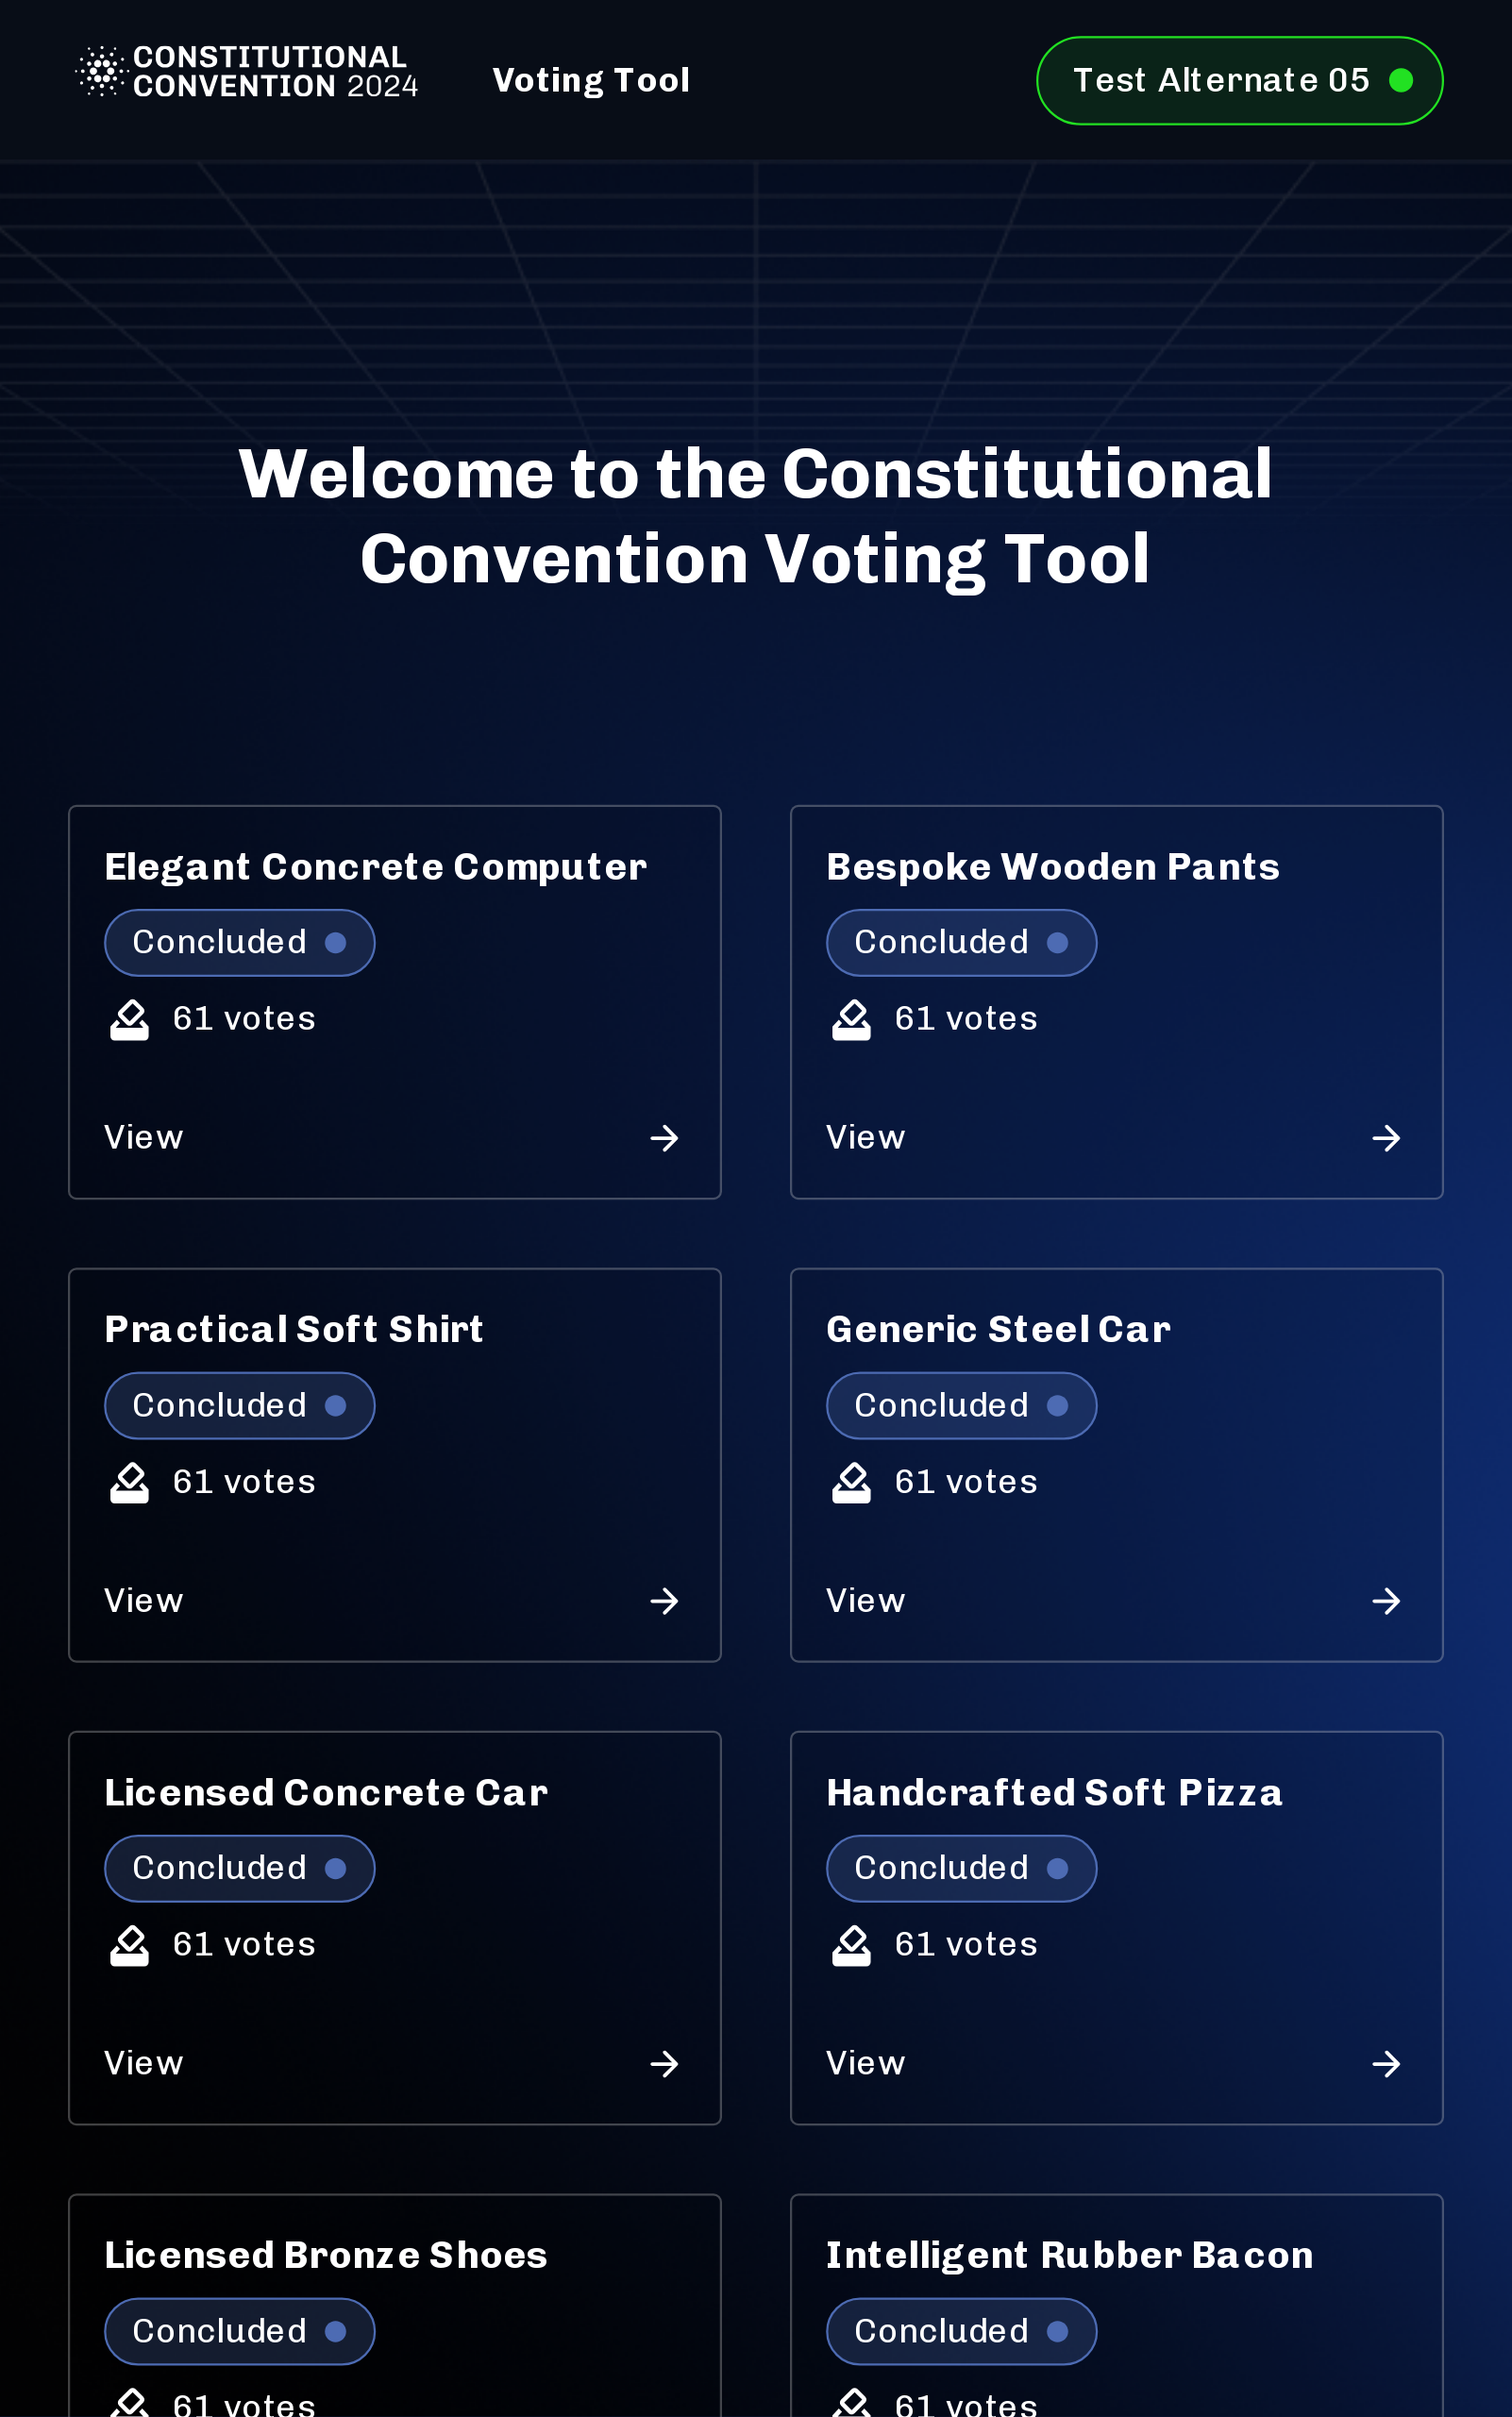 CONSTITUTIONAL
CONVENTION 2024
Voting Tool
Test Alternate 05
Welcome to the Constitutional
Convention Voting Tool
Elegant Concrete Computer
Concluded
61 votes
View
Bespoke Wooden Pants
Concluded
61 votes
View
Practical Soft Shirt
Concluded
61 votes
View
Generic Steel Car
Concluded
61 votes
View
Licensed Concrete Car
Concluded
61 votes
View
Handcrafted Soft Pizza
Concluded
61 votes
View
Licensed Bronze Shoes
Concluded
61 votes
Intelligent Rubber Bacon
Concluded
61 votes